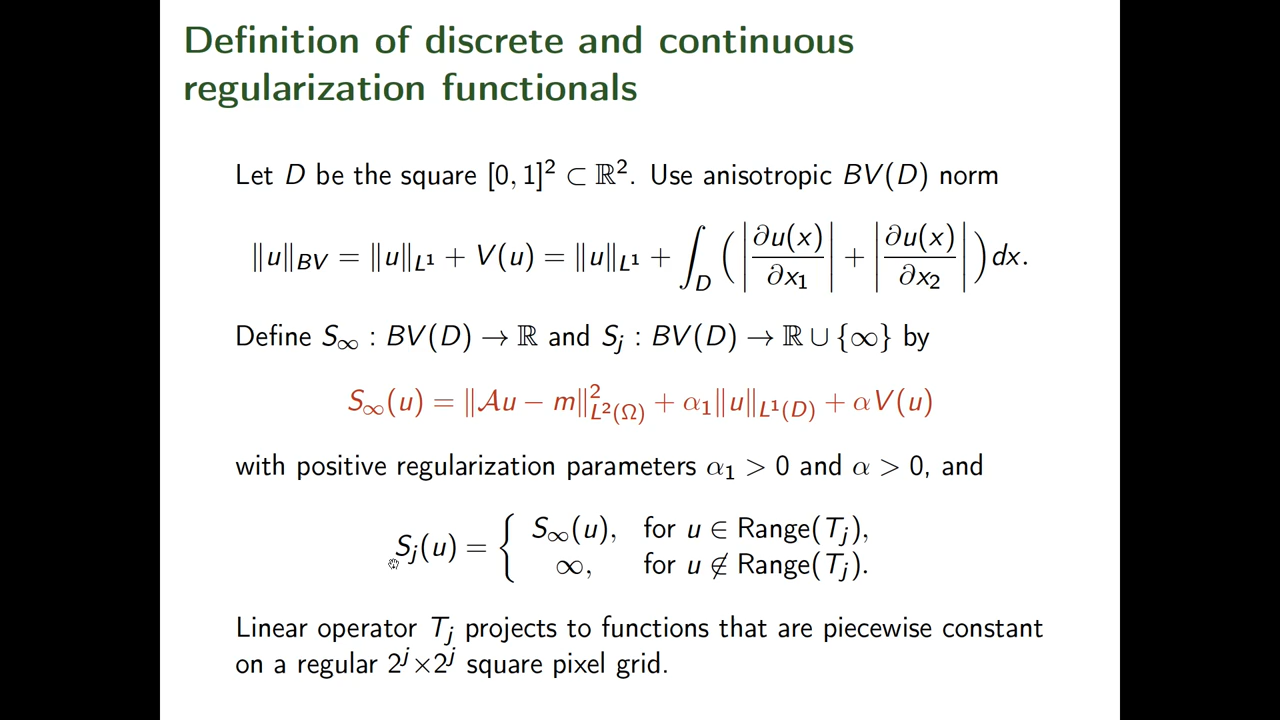 Definition of discrete and continuous
regularization functionals
Let D be the square [0, 1]² ⊂ ℝ². Use anisotropic BV(D) norm
‖u‖_BV = ‖u‖_L¹ + V(u) = ‖u‖_L¹ + ∫_D ( |∂u(x)/∂x₁| + |∂u(x)/∂x₂| ) dx.
Define S_∞ : BV(D) → ℝ and S_j : BV(D) → ℝ ∪ {∞} by
S_∞(u) = ‖𝒜u − m‖²_L²(Ω) + α₁‖u‖_L¹(D) + αV(u)
with positive regularization parameters α₁ > 0 and α > 0, and
S_j(u) = { S_∞(u), for u ∈ Range(T_j),
∞, for u ∉ Range(T_j).
Linear operator T_j projects to functions that are piecewise constant
on a regular 2^j×2^j square pixel grid.